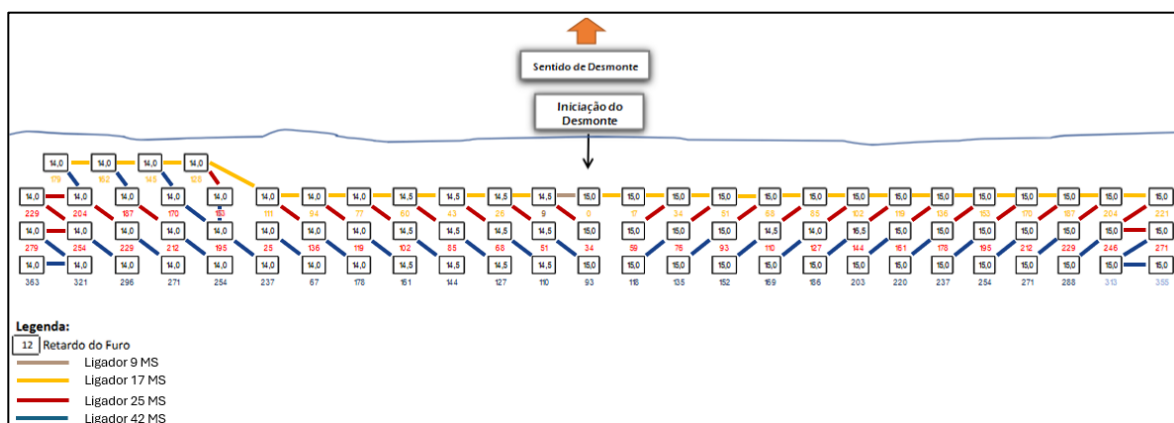 Sentido de Desmonte
Iniciação do
Desmonte
14,0 14,0 14,0 14,0
179 162 145 128
14,0 14,0 14,0 14,0 14,0 14,0 14,0 14,0 14,5 14,5 14,5 14,5 15,0 15,0 15,0 15,0 15,0 15,0 15,0 15,0 15,0 15,0 15,0 15,0 15,0 15,0
229 204 187 170 153 111 94 77 60 43 26 9 0 17 34 51 68 85 102 119 136 153 170 187 204 221
14,0 14,0 14,0 14,0 14,0 14,0 14,0 14,0 14,5 14,5 14,5 14,5 15,0 15,0 15,0 15,0 14,5 14,0 16,5 15,0 15,0 15,0 15,0 15,0 15,0 15,0
279 254 229 212 195 25 136 119 102 85 68 51 34 59 76 93 110 127 144 161 178 195 212 229 246 271
14,0 14,0 14,0 14,0 14,0 14,0 14,0 14,0 14,5 14,5 14,5 14,5 15,0 15,0 15,0 15,0 15,0 15,0 15,0 15,0 15,0 15,0 15,0 15,0 15,0 15,0
363 321 296 271 254 237 67 178 161 144 127 110 93 118 135 152 169 186 203 220 237 254 271 288 313 355
Legenda:
12 Retardo do Furo
Ligador 9 MS
Ligador 17 MS
Ligador 25 MS
Ligador 42 MS